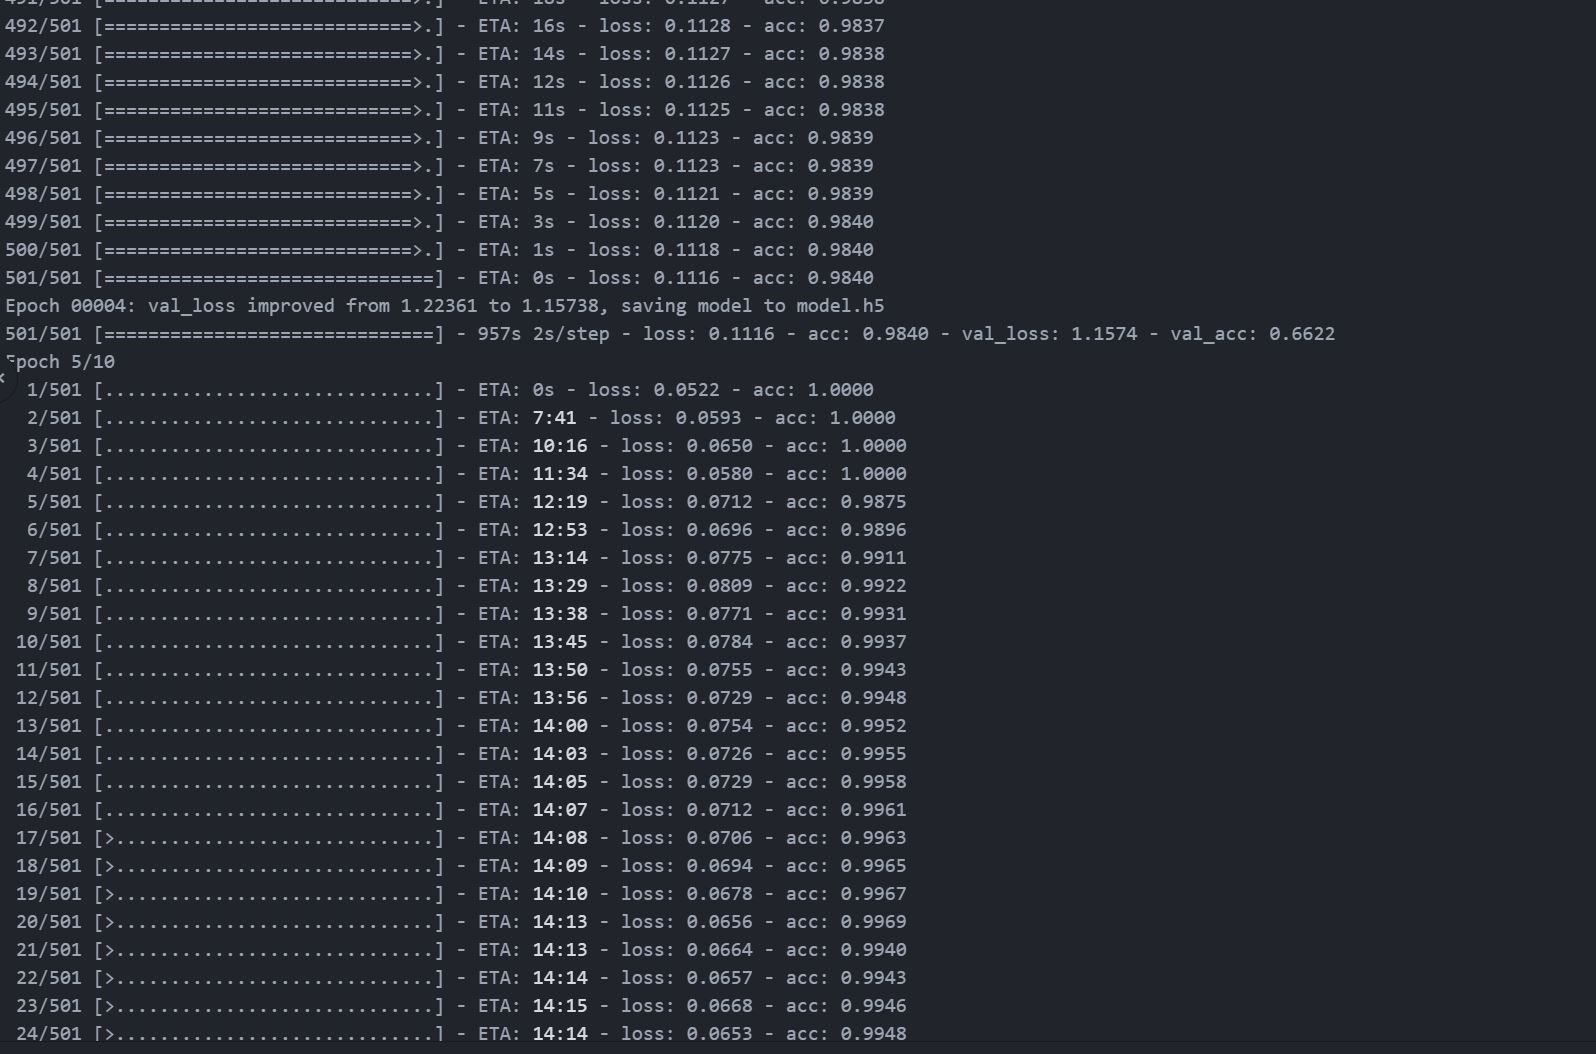 491/501 [============================>.] - ETA: 18s - loss: 0.1127 - acc: 0.9838
492/501 [============================>.] - ETA: 16s - loss: 0.1128 - acc: 0.9837
493/501 [============================>.] - ETA: 14s - loss: 0.1127 - acc: 0.9838
494/501 [============================>.] - ETA: 12s - loss: 0.1126 - acc: 0.9838
495/501 [============================>.] - ETA: 11s - loss: 0.1125 - acc: 0.9838
496/501 [============================>.] - ETA: 9s - loss: 0.1123 - acc: 0.9839
497/501 [============================>.] - ETA: 7s - loss: 0.1123 - acc: 0.9839
498/501 [============================>.] - ETA: 5s - loss: 0.1121 - acc: 0.9839
499/501 [============================>.] - ETA: 3s - loss: 0.1120 - acc: 0.9840
500/501 [============================>.] - ETA: 1s - loss: 0.1118 - acc: 0.9840
501/501 [==============================] - ETA: 0s - loss: 0.1116 - acc: 0.9840
Epoch 00004: val_loss improved from 1.22361 to 1.15738, saving model to model.h5
501/501 [==============================] - 957s 2s/step - loss: 0.1116 - acc: 0.9840 - val_loss: 1.1574 - val_acc: 0.6622
Epoch 5/10
  1/501 [..............................] - ETA: 0s - loss: 0.0522 - acc: 1.0000
  2/501 [..............................] - ETA: 7:41 - loss: 0.0593 - acc: 1.0000
  3/501 [..............................] - ETA: 10:16 - loss: 0.0650 - acc: 1.0000
  4/501 [..............................] - ETA: 11:34 - loss: 0.0580 - acc: 1.0000
  5/501 [..............................] - ETA: 12:19 - loss: 0.0712 - acc: 0.9875
  6/501 [..............................] - ETA: 12:53 - loss: 0.0696 - acc: 0.9896
  7/501 [..............................] - ETA: 13:14 - loss: 0.0775 - acc: 0.9911
  8/501 [..............................] - ETA: 13:29 - loss: 0.0809 - acc: 0.9922
  9/501 [..............................] - ETA: 13:38 - loss: 0.0771 - acc: 0.9931
 10/501 [..............................] - ETA: 13:45 - loss: 0.0784 - acc: 0.9937
 11/501 [..............................] - ETA: 13:50 - loss: 0.0755 - acc: 0.9943
 12/501 [..............................] - ETA: 13:56 - loss: 0.0729 - acc: 0.9948
 13/501 [..............................] - ETA: 14:00 - loss: 0.0754 - acc: 0.9952
 14/501 [..............................] - ETA: 14:03 - loss: 0.0726 - acc: 0.9955
 15/501 [..............................] - ETA: 14:05 - loss: 0.0729 - acc: 0.9958
 16/501 [..............................] - ETA: 14:07 - loss: 0.0712 - acc: 0.9961
 17/501 [>.............................] - ETA: 14:08 - loss: 0.0706 - acc: 0.9963
 18/501 [>.............................] - ETA: 14:09 - loss: 0.0694 - acc: 0.9965
 19/501 [>.............................] - ETA: 14:10 - loss: 0.0678 - acc: 0.9967
 20/501 [>.............................] - ETA: 14:13 - loss: 0.0656 - acc: 0.9969
 21/501 [>.............................] - ETA: 14:13 - loss: 0.0664 - acc: 0.9940
 22/501 [>.............................] - ETA: 14:14 - loss: 0.0657 - acc: 0.9943
 23/501 [>.............................] - ETA: 14:15 - loss: 0.0668 - acc: 0.9946
 24/501 [>.............................] - ETA: 14:14 - loss: 0.0653 - acc: 0.9948